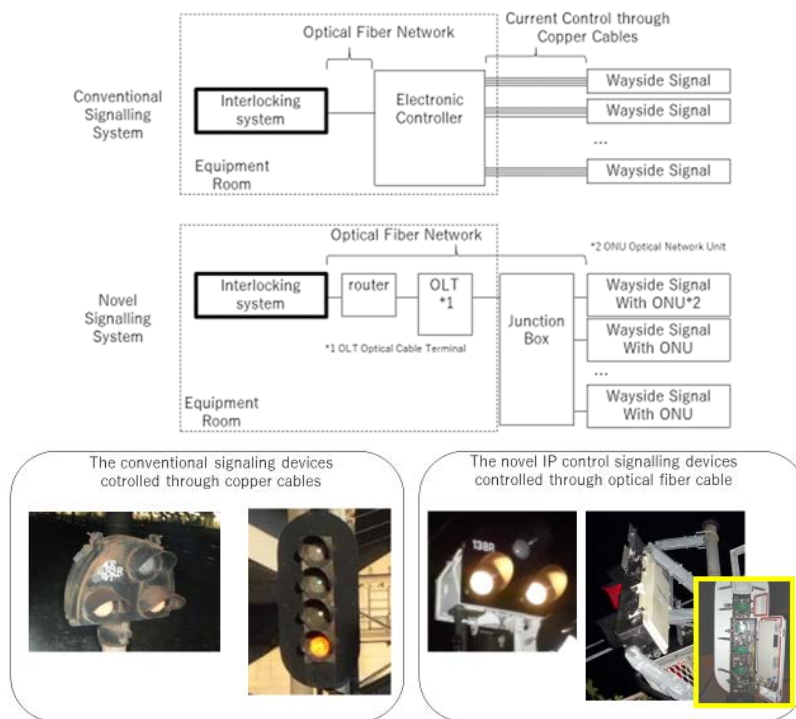 Optical Fiber Network
Current Control through
Copper Cables
Conventional
Signalling
System
Interlocking
system
Electronic
Controller
Wayside Signal
Wayside Signal
...
Wayside Signal
Equipment
Room
Optical Fiber Network
*2 ONU Optical Network Unit
Novel
Signalling
System
Interlocking
system
router
OLT
*1
Junction
Box
Wayside Signal
With ONU*2
Wayside Signal
With ONU
...
Wayside Signal
With ONU
*1 OLT Optical Cable Terminal
Equipment
Room
The conventional signaling devices
cotrolled through copper cables
The novel IP control signalling devices
controlled through optical fiber cable
138R